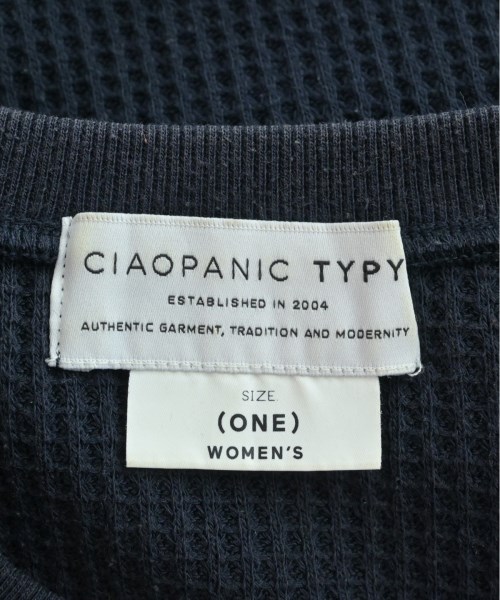 CIAOPANIC TYPY
ESTABLISHED IN 2004
AUTHENTIC GARMENT, TRADITION AND MODERNITY
SIZE
(ONE)
WOMEN'S